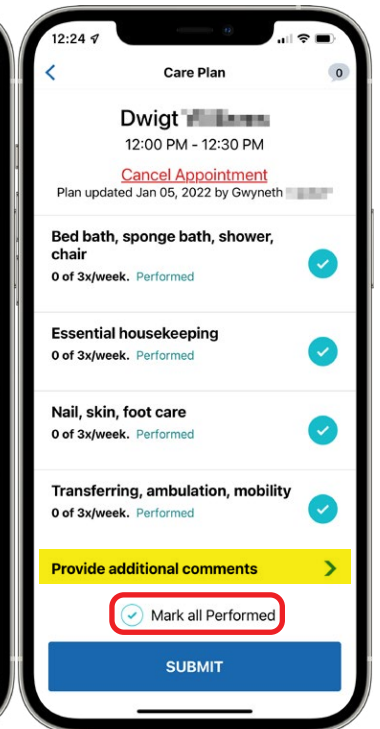 12:24
Care Plan
0
Dwigt
12:00 PM - 12:30 PM
Cancel Appointment
Plan updated Jan 05, 2022 by Gwyneth
Bed bath, sponge bath, shower,
chair
0 of 3x/week. Performed
Essential housekeeping
0 of 3x/week. Performed
Nail, skin, foot care
0 of 3x/week. Performed
Transferring, ambulation, mobility
0 of 3x/week. Performed
Provide additional comments
Mark all Performed
SUBMIT